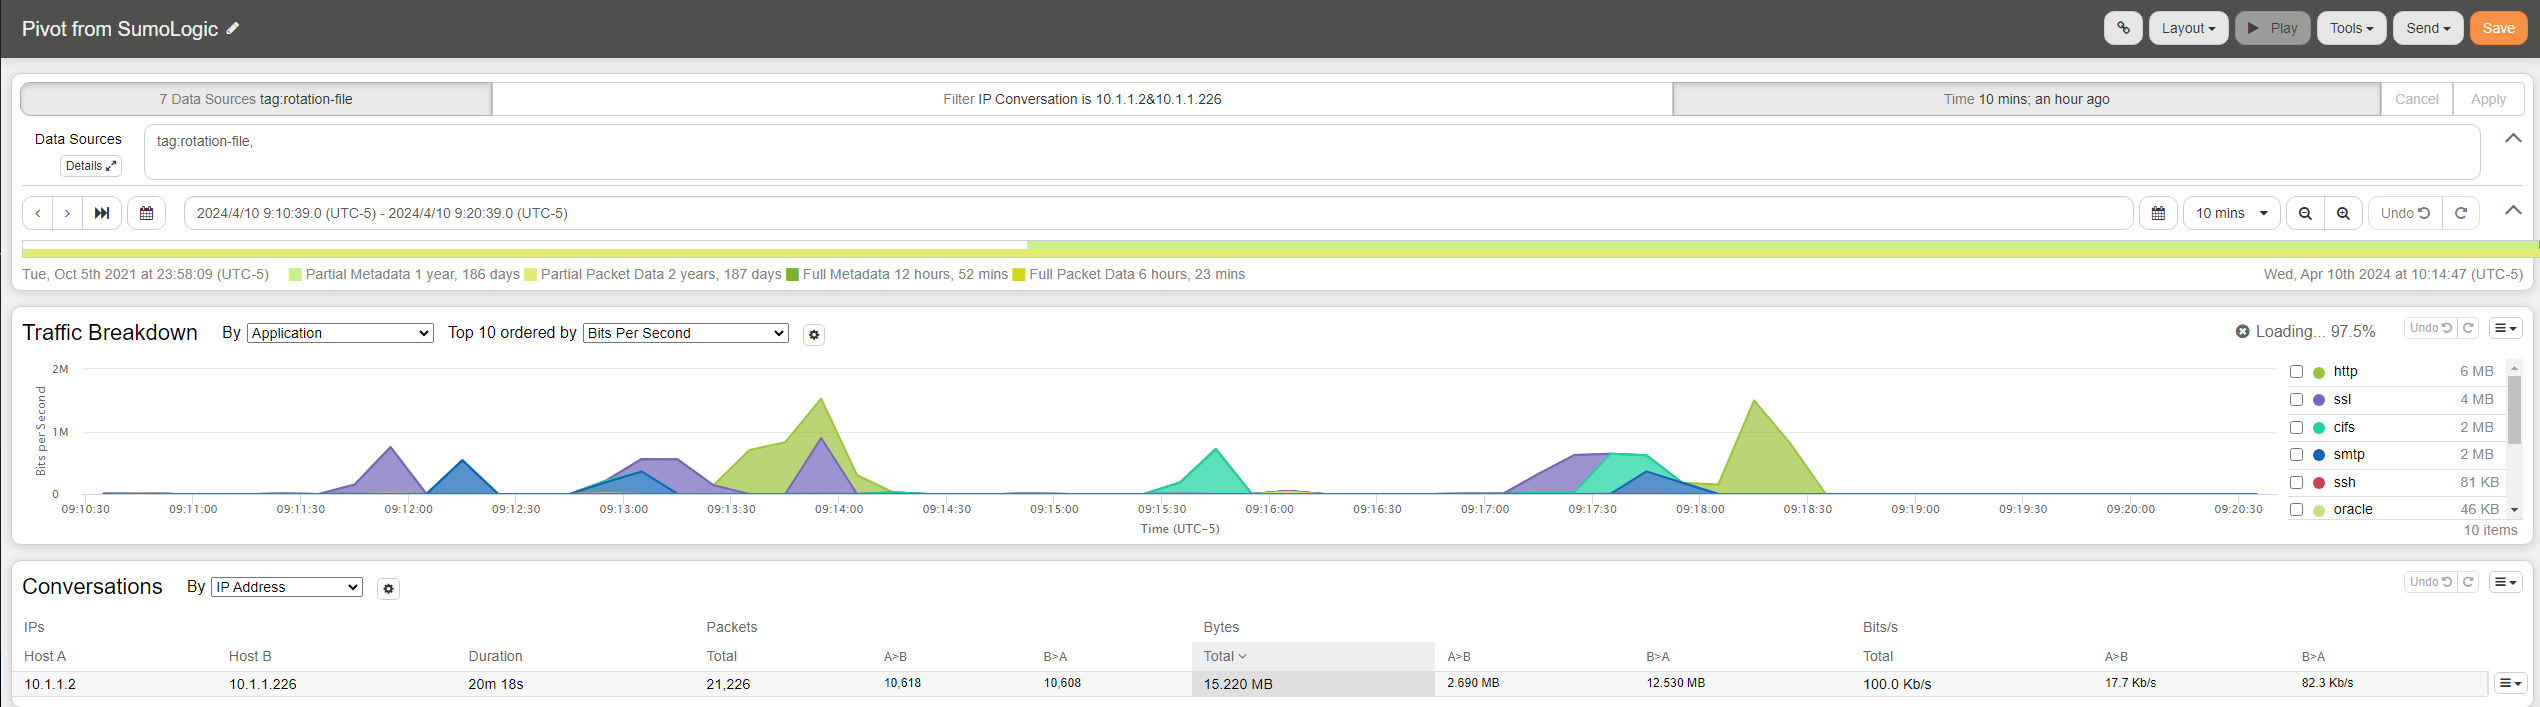 Pivot from SumoLogic
Layout Play Tools Send Save
7 Data Sources tag:rotation-file Filter IP Conversation is 10.1.1.2&10.1.1.226 Time 10 mins; an hour ago Cancel Apply
Data Sources tag:rotation-file,
Details
2024/4/10 9:10:39.0 (UTC-5) - 2024/4/10 9:20:39.0 (UTC-5) 10 mins Undo
Tue, Oct 5th 2021 at 23:58:09 (UTC-5) Partial Metadata 1 year, 186 days Partial Packet Data 2 years, 187 days Full Metadata 12 hours, 52 mins Full Packet Data 6 hours, 23 mins Wed, Apr 10th 2024 at 10:14:47 (UTC-5)
Traffic Breakdown By Application Top 10 ordered by Bits Per Second Loading... 97.5% Undo
2M
1M
0
Bits per Second
09:10:30 09:11:00 09:11:30 09:12:00 09:12:30 09:13:00 09:13:30 09:14:00 09:14:30 09:15:00 09:15:30 09:16:00 09:16:30 09:17:00 09:17:30 09:18:00 09:18:30 09:19:00 09:19:30 09:20:00 09:20:30
Time (UTC-5)
http 6 MB
ssl 4 MB
cifs 2 MB
smtp 2 MB
ssh 81 KB
oracle 46 KB
10 items
Conversations By IP Address Undo
IPs Packets Bytes Bits/s
Host A Host B Duration Total A>B B>A Total A>B B>A Total A>B B>A
10.1.1.2 10.1.1.226 20m 18s 21,226 10,618 10,608 15.220 MB 2.690 MB 12.530 MB 100.0 Kb/s 17.7 Kb/s 82.3 Kb/s